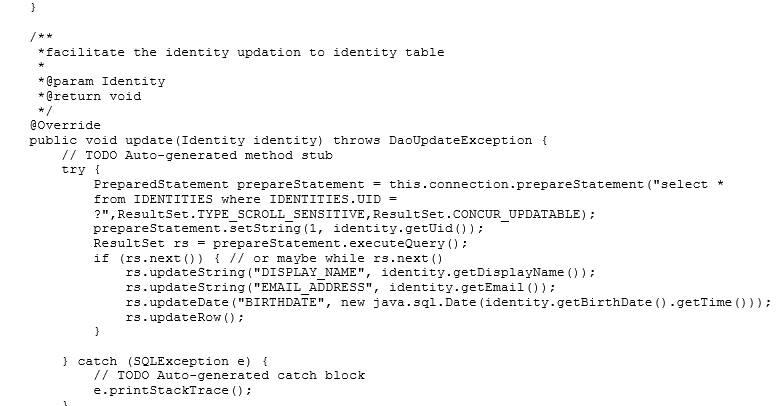 }
/**
*facilitate the identity updation to identity table
*
*@param Identity
*@return void
*/
@Override
public void update(Identity identity) throws DaoUpdateException {
// TODO Auto-generated method stub
try {
PreparedStatement prepareStatement = this.connection.prepareStatement("select *
from IDENTITIES where IDENTITIES.UID =
?",ResultSet.TYPE_SCROLL_SENSITIVE,ResultSet.CONCUR_UPDATABLE);
prepareStatement.setString(1, identity.getUid());
ResultSet rs = prepareStatement.executeQuery();
if (rs.next()) { // or maybe while rs.next()
rs.updateString("DISPLAY_NAME", identity.getDisplayName());
rs.updateString("EMAIL_ADDRESS", identity.getEmail());
rs.updateDate("BIRTHDATE", new java.sql.Date(identity.getBirthDate().getTime()));
rs.updateRow();
}
} catch (SQLException e) {
// TODO Auto-generated catch block
e.printStackTrace();
}